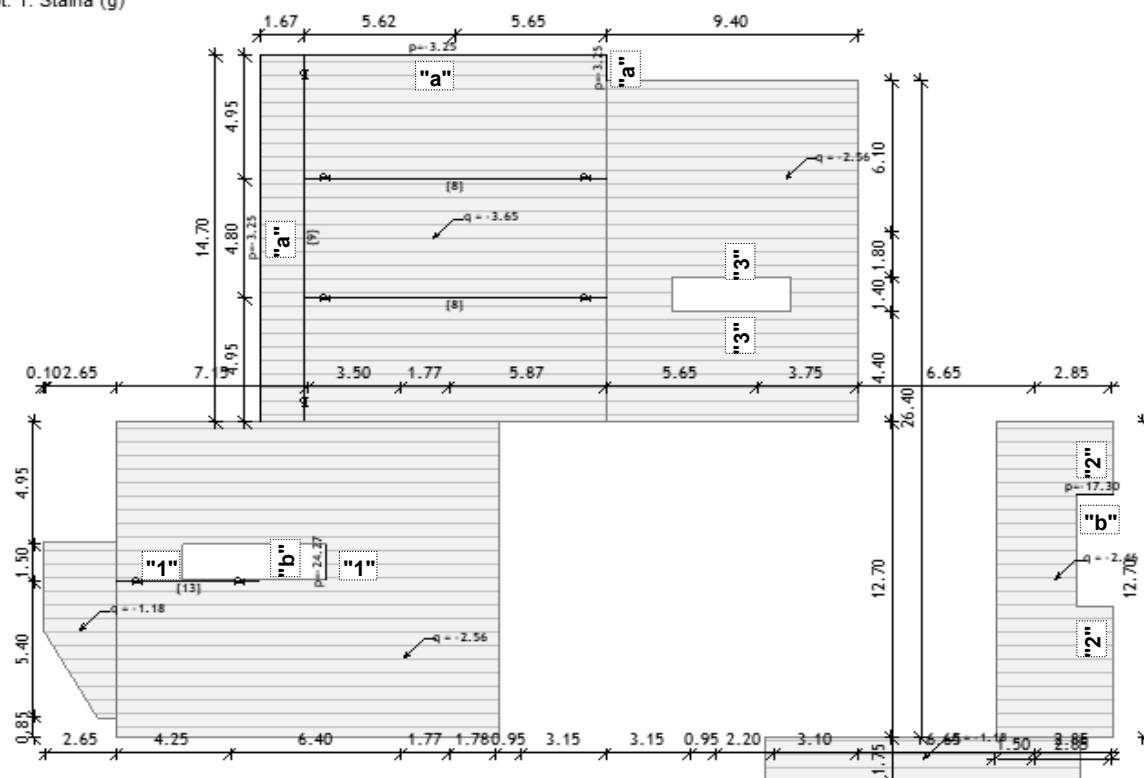 t. 1: Stalna (g)
1.67 5.62 5.65 9.40
p=-3.25
"a"
p=-3.25
"a"
4.95
q = -2.56
6.10
[8]
14.70
4.80
p=-3.25
"a"
[9]
q = -3.65
1.80
"3"
1.40
[8]
"3"
4.95
4.40
0.10 2.65 7.15 3.50 1.77 5.87 5.65 3.75 6.65 2.85
26.40
4.95
"2"
p=-17.30
"b"
1.50
"1"
"b"
p=-24.27
"1"
[13]
q = -2.46
12.70
12.70
q = -1.18
5.40
q = -2.56
"2"
0.85
2.65 4.25 6.40 1.77 1.78 0.95 3.15 3.15 0.95 2.20 3.10 6.65
1.50 2.85
1.75